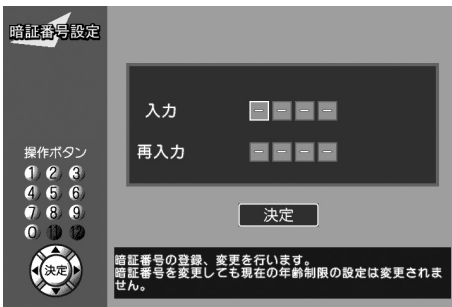 暗証番号設定
入力 － － － －
再入力 － － － －
操作ボタン
1 2 3
4 5 6
7 8 9
0 11 12
決定
決定
暗証番号の登録、変更を行います。
暗証番号を変更しても現在の年齢制限の設定は変更されま
せん。